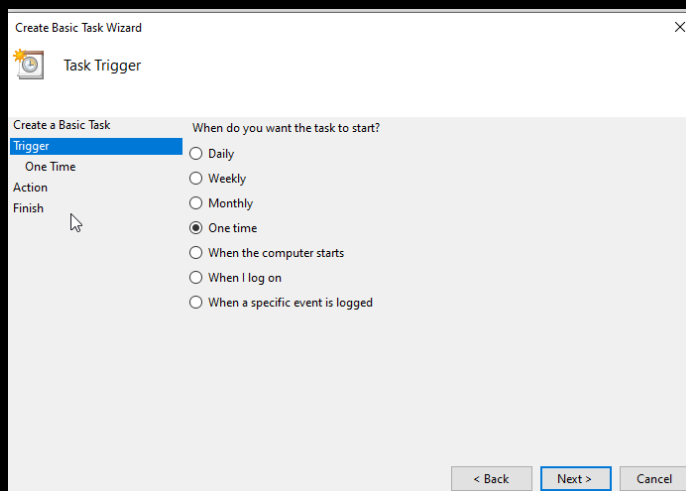 Create Basic Task Wizard
Task Trigger
Create a Basic Task
Trigger
One Time
Action
Finish
When do you want the task to start?
Daily
Weekly
Monthly
One time
When the computer starts
When I log on
When a specific event is logged
< Back
Next >
Cancel